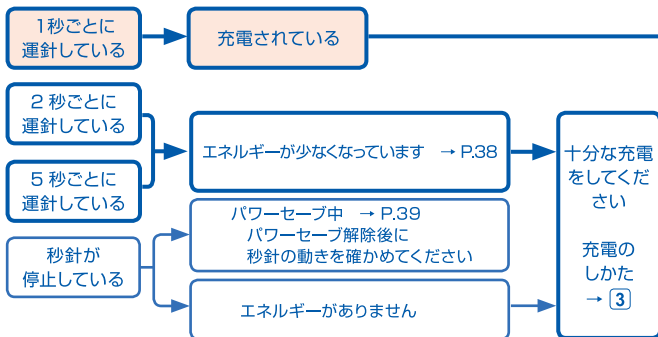 1秒ごとに
運針している
充電されている
2 秒ごとに
運針している
5 秒ごとに
運針している
エネルギーが少なくなっています → P.38
秒針が
停止している
パワーセーブ中 → P.39
パワーセーブ解除後に
秒針の動きを確かめてください
エネルギーがありません
十分な充電
をしてくだ
さい
充電の
しかた
→ 3